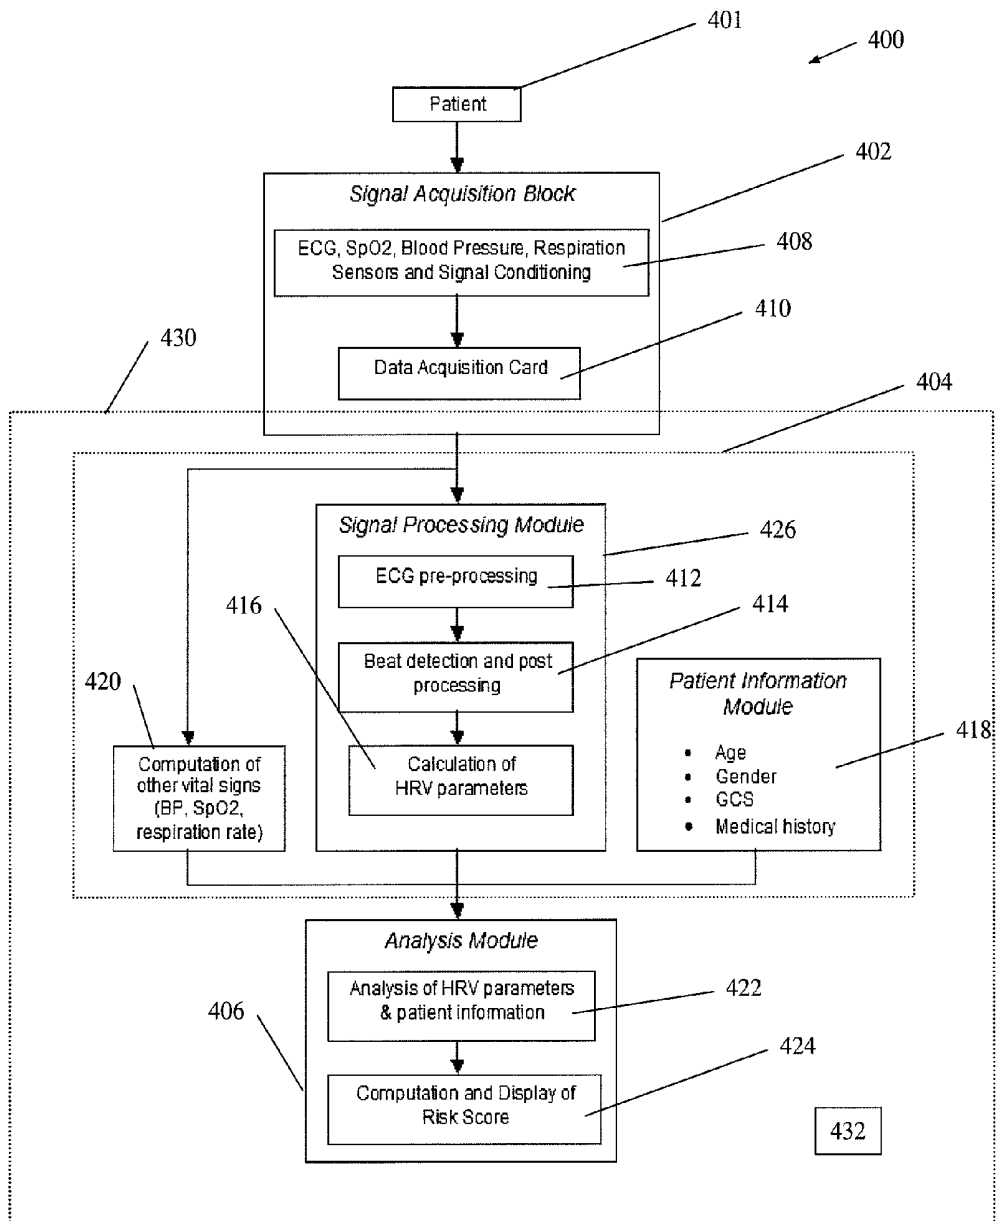 401
400
Patient
402
Signal Acquisition Block
ECG, SpO2, Blood Pressure, Respiration
Sensors and Signal Conditioning
408
410
430
Data Acquisition Card
404
Signal Processing Module
426
ECG pre-processing
412
416
414
Beat detection and post
processing
Patient Information
Module
420
418
• Age
• Gender
• GCS
• Medical history
Calculation of
HRV parameters
Computation of
other vital signs
(BP, SpO2,
respiration rate)
Analysis Module
Analysis of HRV parameters
& patient information
422
406
424
Computation and Display of
Risk Score
432